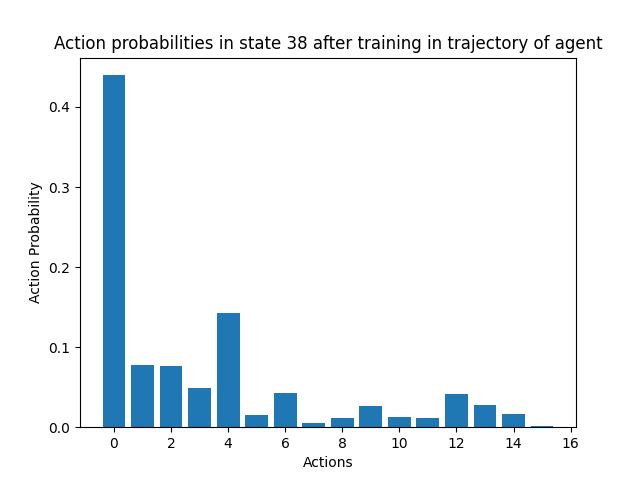 Action probabilities in state 38 after training in trajectory of agent
Action Probability
0.4
0.3
0.2
0.1
0.0
0 2 4 6 8 10 12 14 16
Actions